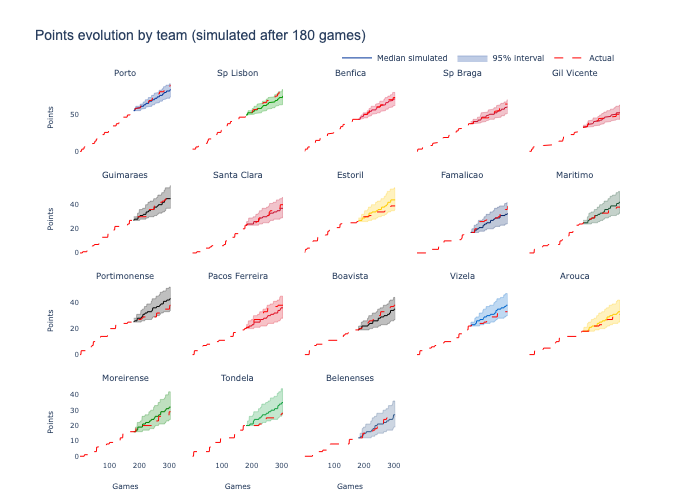 Points evolution by team (simulated after 180 games)
Median simulated 95% interval Actual
Porto Sp Lisbon Benfica Sp Braga Gil Vicente
Points
50
0
Guimaraes Santa Clara Estoril Famalicao Maritimo
Points
40
20
0
Portimonense Pacos Ferreira Boavista Vizela Arouca
Points
40
20
0
Moreirense Tondela Belenenses
Points
40
30
20
10
0
100 200 300 100 200 300 100 200 300
Games Games Games